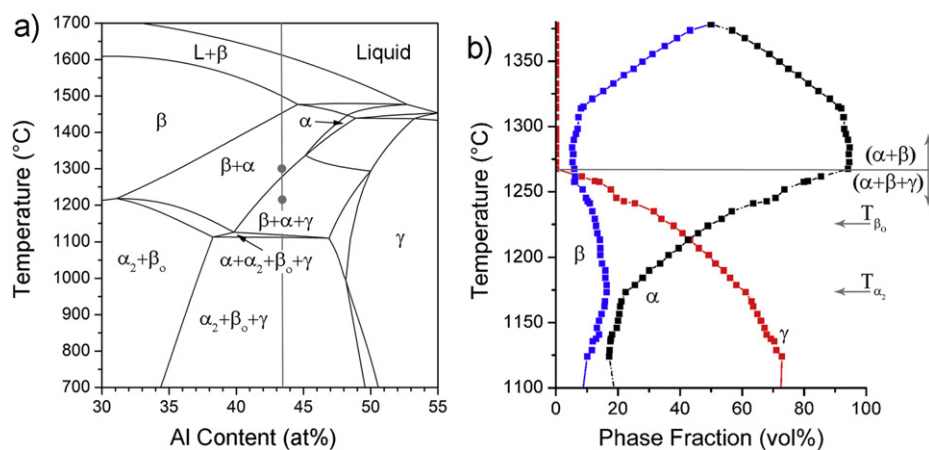 a)
1700
1600
1500
1400
1300
1200
1100
1000
900
800
700
Temperature (°C)
30 35 40 45 50 55
Al Content (at%)
L+β
Liquid
β
α
β+α
β+α+γ
γ
α₂+βₒ
α+α₂+βₒ+γ
α₂+βₒ+γ
b)
1350
1300
1250
1200
1150
1100
Temperature (°C)
0 20 40 60 80 100
Phase Fraction (vol%)
(α+β)
(α+β+γ)
Tβₒ
β
Tα₂
α
γ